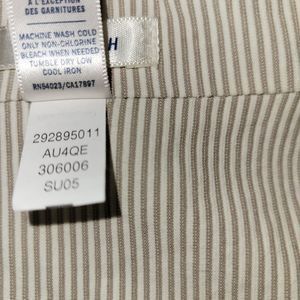 À L'EXCEPTION
DES GARNITURES
MACHINE WASH COLD
ONLY NON-CHLORINE
BLEACH WHEN NEEDED
TUMBLE DRY LOW
COOL IRON
RN54023/CA17897
H
292895011
AU4QE
306006
SU05